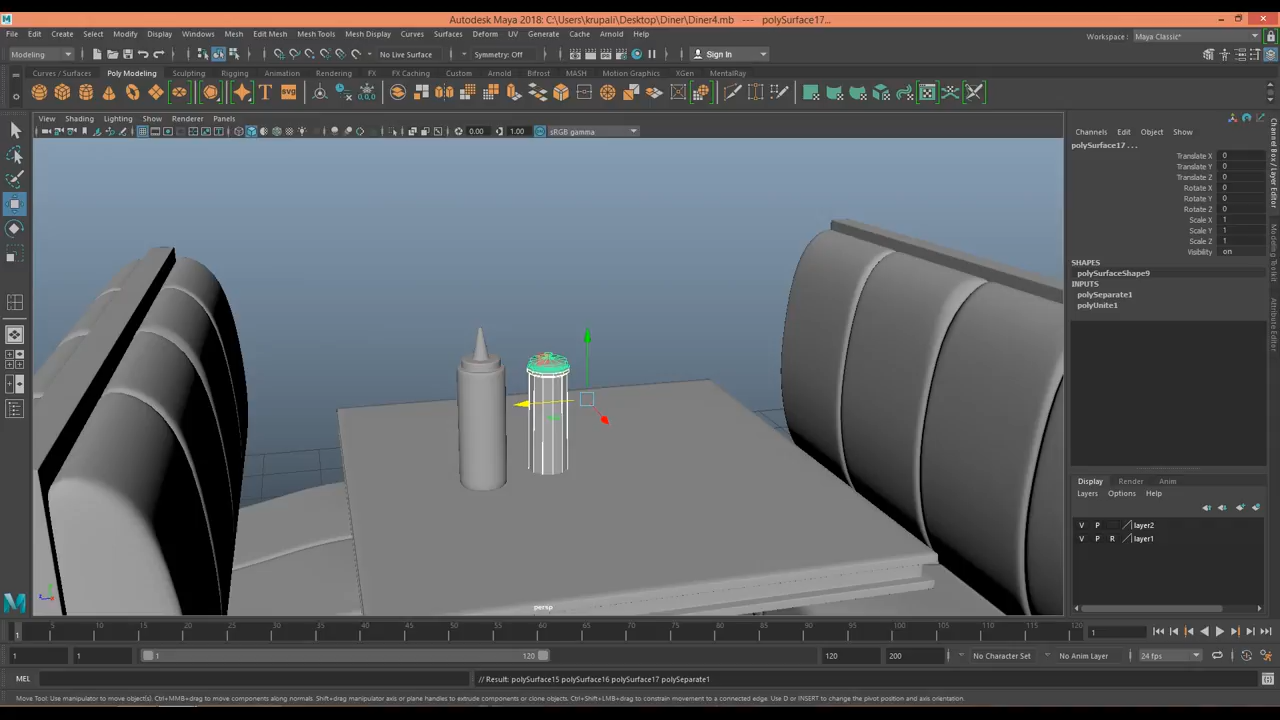 Autodesk Maya 2018: C:\Users\krupali\Desktop\Diner\Diner4.mb --- polySurface17...
File Edit Create Select Modify Display Windows Mesh Edit Mesh Mesh Tools Mesh Display Curves Surfaces Deform UV Generate Cache Arnold Help
Workspace: Maya Classic*
Modeling No Live Surface Symmetry: Off Sign In
Curves / Surfaces Poly Modeling Sculpting Rigging Animation Rendering FX FX Caching Custom Arnold Bifrost MASH Motion Graphics XGen MentalRay
View Shading Lighting Show Renderer Panels
0.00 1.00 sRGB gamma
Channels Edit Object Show
polySurface17 ...
Translate X 0
Translate Y 0
Translate Z 0
Rotate X 0
Rotate Y 0
Rotate Z 0
Scale X 1
Scale Y 1
Scale Z 1
Visibility on
SHAPES
polySurfaceShape9
INPUTS
polySeparate1
polyUnite1
Channel Box / Layer Editor
Modeling Toolkit
Attribute Editor
Display Render Anim
Layers Options Help
V P layer2
V P R layer1
persp
5 10 15 20 25 30 35 40 45 50 55 60 65 70 75 80 85 90 95 100 105 110 115 120
1 1
1 1 1 120 120 200 No Character Set No Anim Layer 24 fps
MEL // Result: polySurface15 polySurface16 polySurface17 polySeparate1
Move Tool: Use manipulator to move object(s). Ctrl+MMB+drag to move components along normals. Shift+drag manipulator axis or plane handles to extrude components or clone objects. Ctrl+Shift+LMB+drag to constrain movement to a connected edge. Use D or INSERT to change the pivot position and axis orientation.